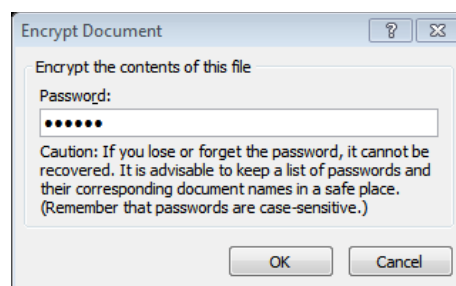 Encrypt Document
Encrypt the contents of this file
Password:
••••••
Caution: If you lose or forget the password, it cannot be
recovered. It is advisable to keep a list of passwords and
their corresponding document names in a safe place.
(Remember that passwords are case-sensitive.)
OK Cancel